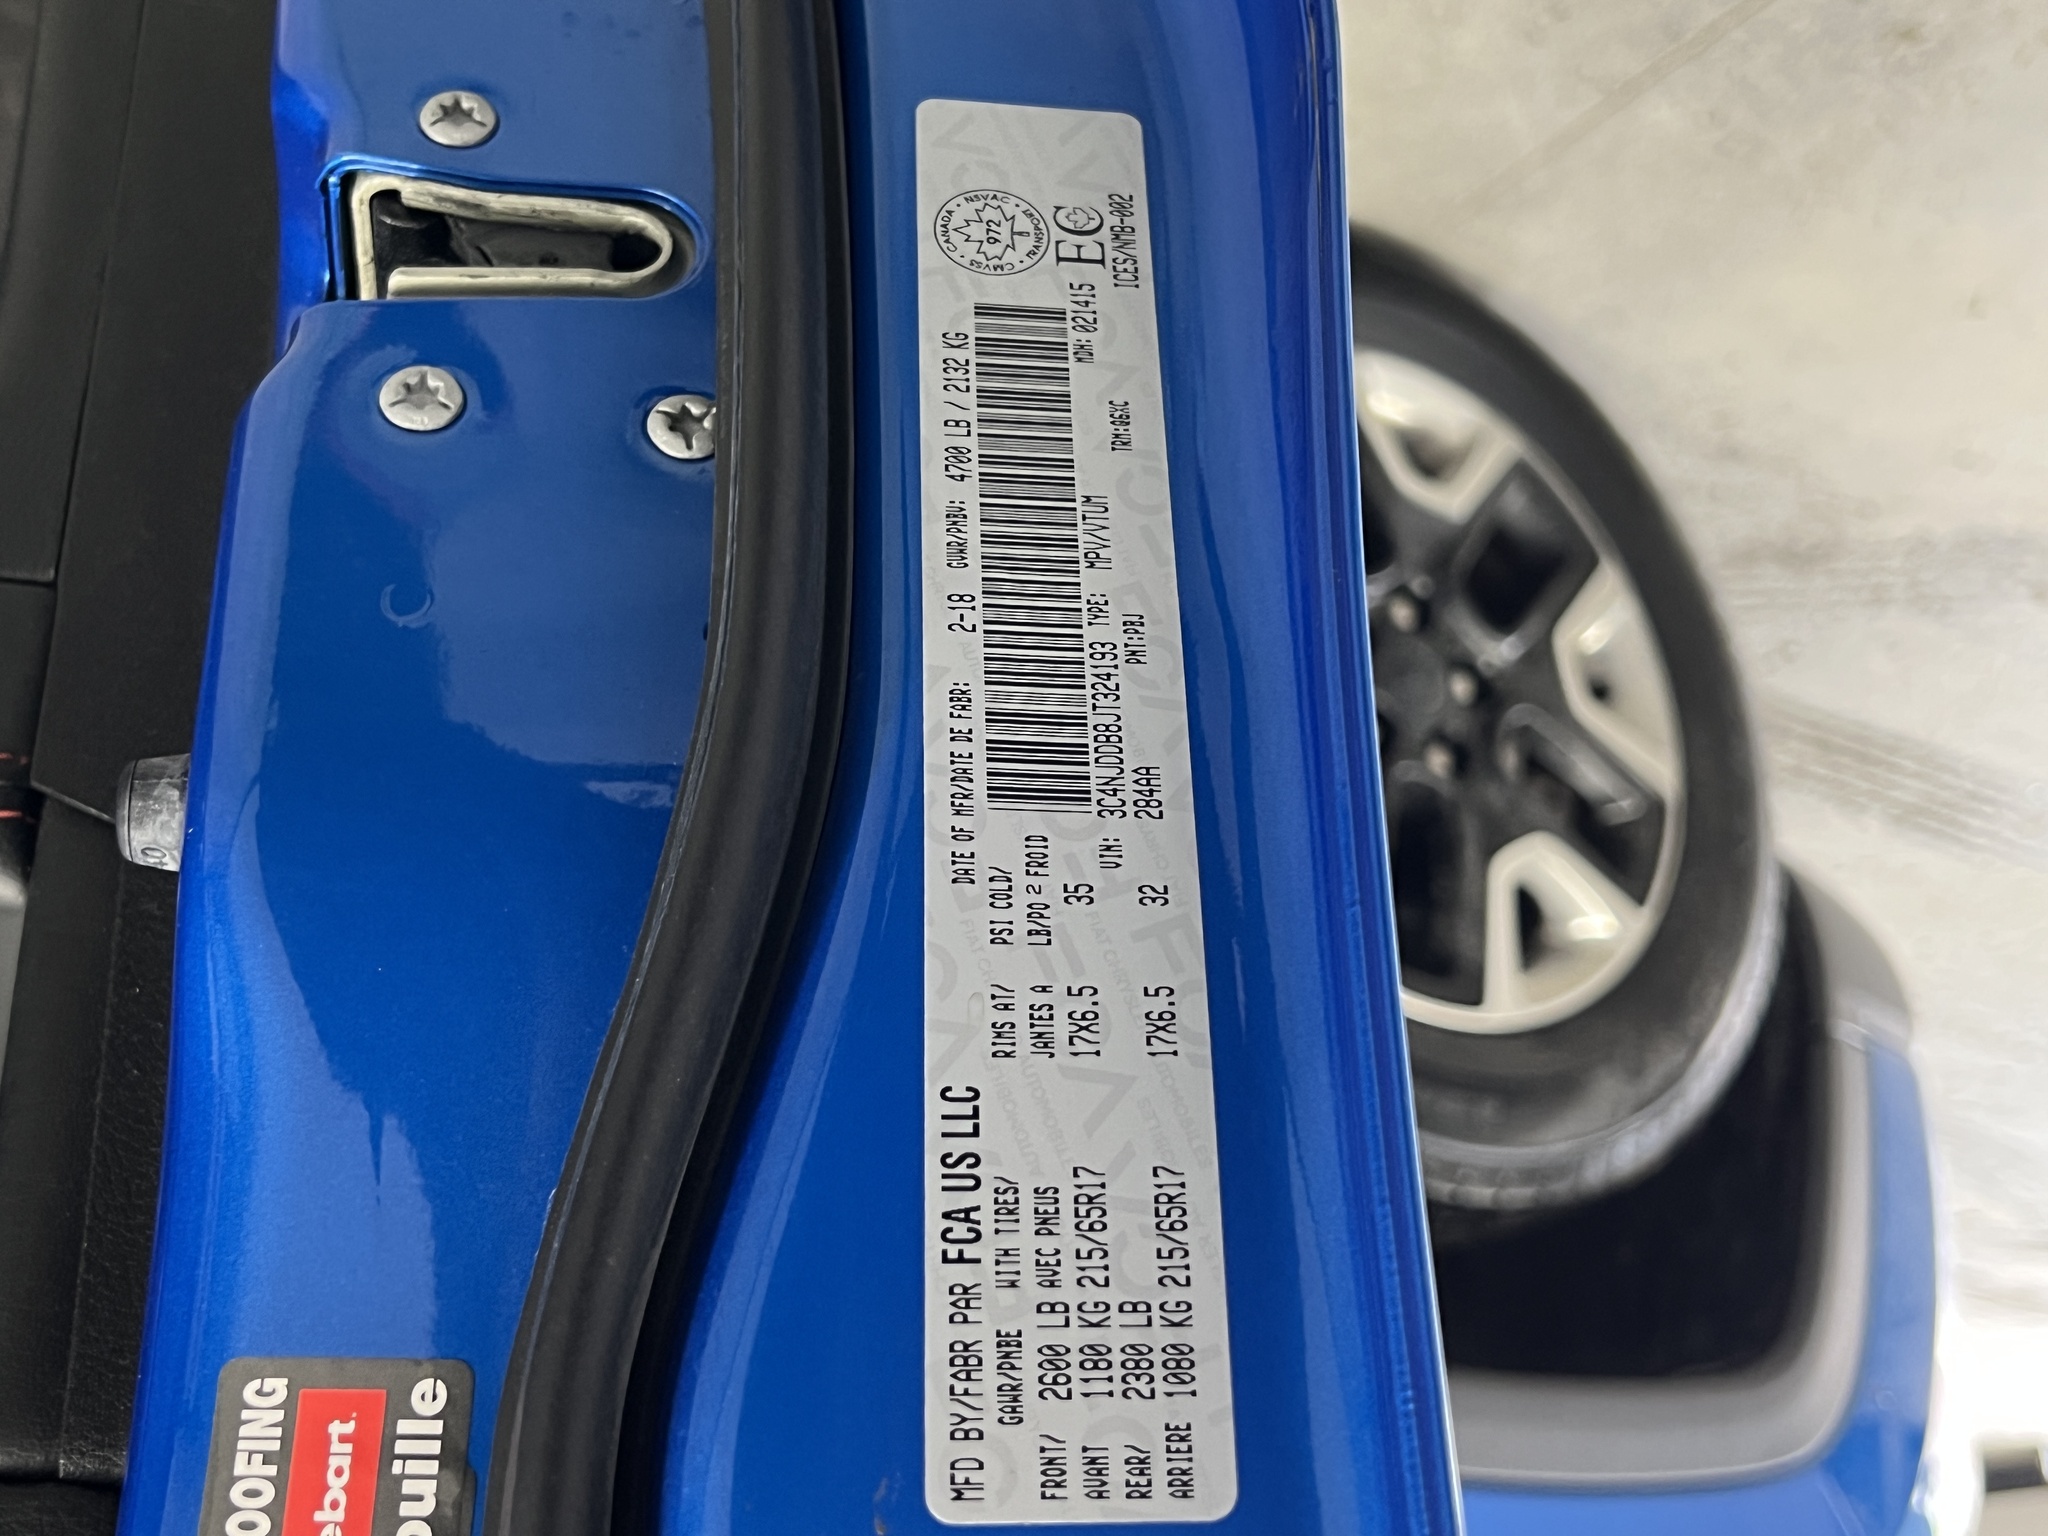 MFD BY/FABR PAR FCA US LLC
DATE OF MFR/DATE DE FABR: 2-18
GVWR/PNBV: 4700 LB / 2132 KG
GAWR/PNBE WITH TIRES/ RIMS AT/ PSI COLD/
AVEC PNEUS JANTES A LB/PO 2 FROID
FRONT/ 2600 LB
AVANT 1180 KG 215/65R17 17X6.5 35
REAR/ 2380 LB
ARRIERE 1080 KG 215/65R17 17X6.5 32
VIN: 3C4NJDDB8JT324193 TYPE: MPV/VTUM
284AA PNT:PBJ TRM:Q6XC
MDH: 021415
CANADA · NSVAC · TRANSPORT · CMVSS
972
EC
ICES/NMB-002